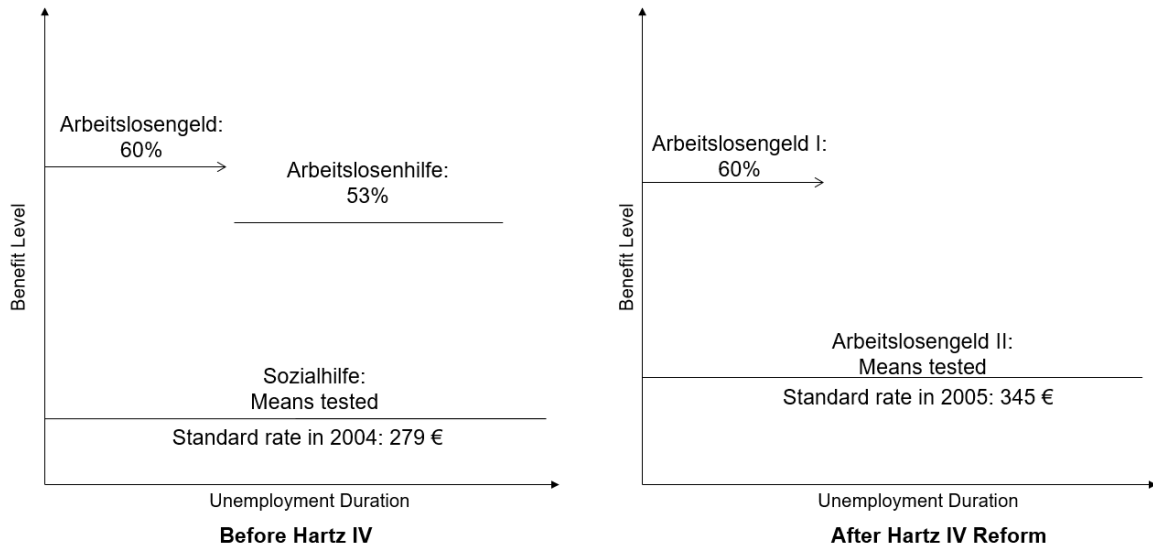 Arbeitslosengeld:
60%
Arbeitslosenhilfe:
53%
Benefit Level
Sozialhilfe:
Means tested
Standard rate in 2004: 279 €
Unemployment Duration
Before Hartz IV
Arbeitslosengeld I:
60%
Benefit Level
Arbeitslosengeld II:
Means tested
Standard rate in 2005: 345 €
Unemployment Duration
After Hartz IV Reform